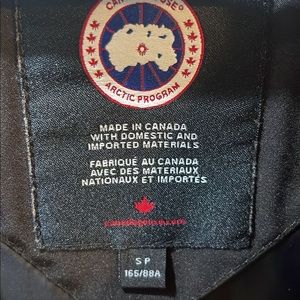 ARCTIC PROGRAM
MADE IN CANADA
WITH DOMESTIC AND
IMPORTED MATERIALS
FABRIQUÉ AU CANADA
AVEC DES MATERIAUX
NATIONAUX ET IMPORTÉS
S P
165/88A